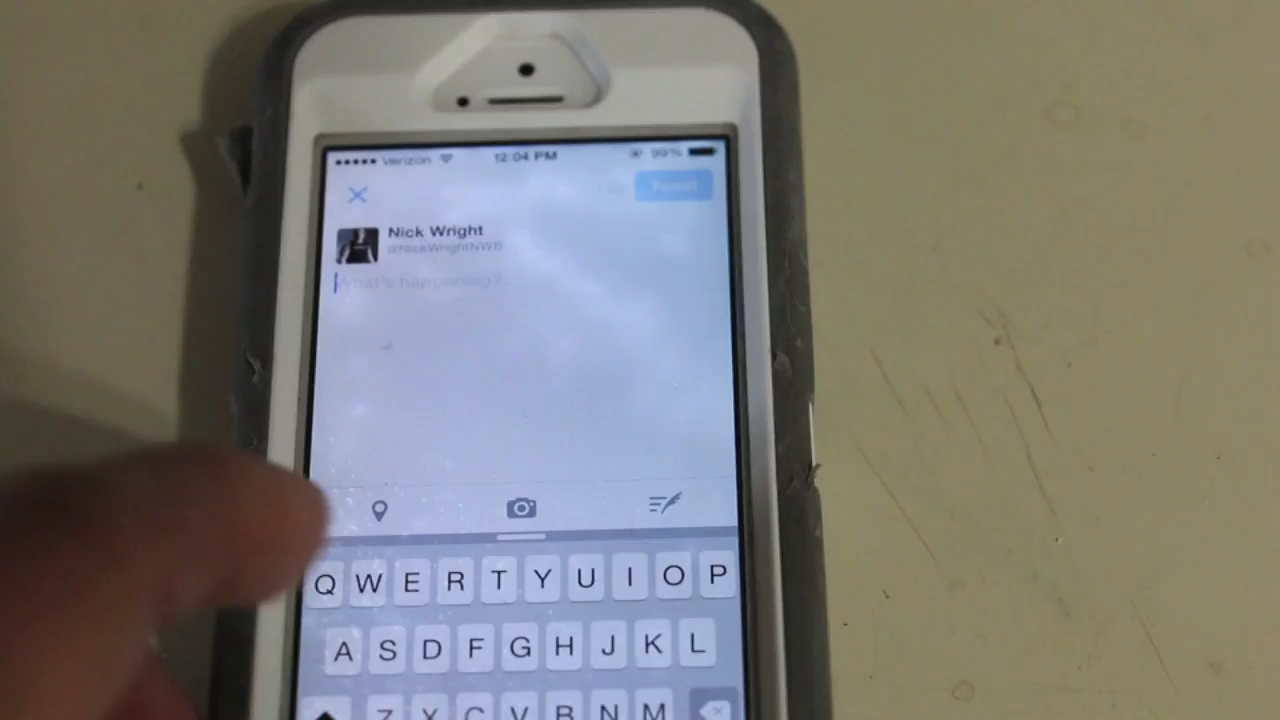 Verizon 12:04 PM 99%
Tweet
Nick Wright
@NickWrightNWB
What's happening?
Q W E R T Y U I O P
A S D F G H J K L
Z X C V B N M